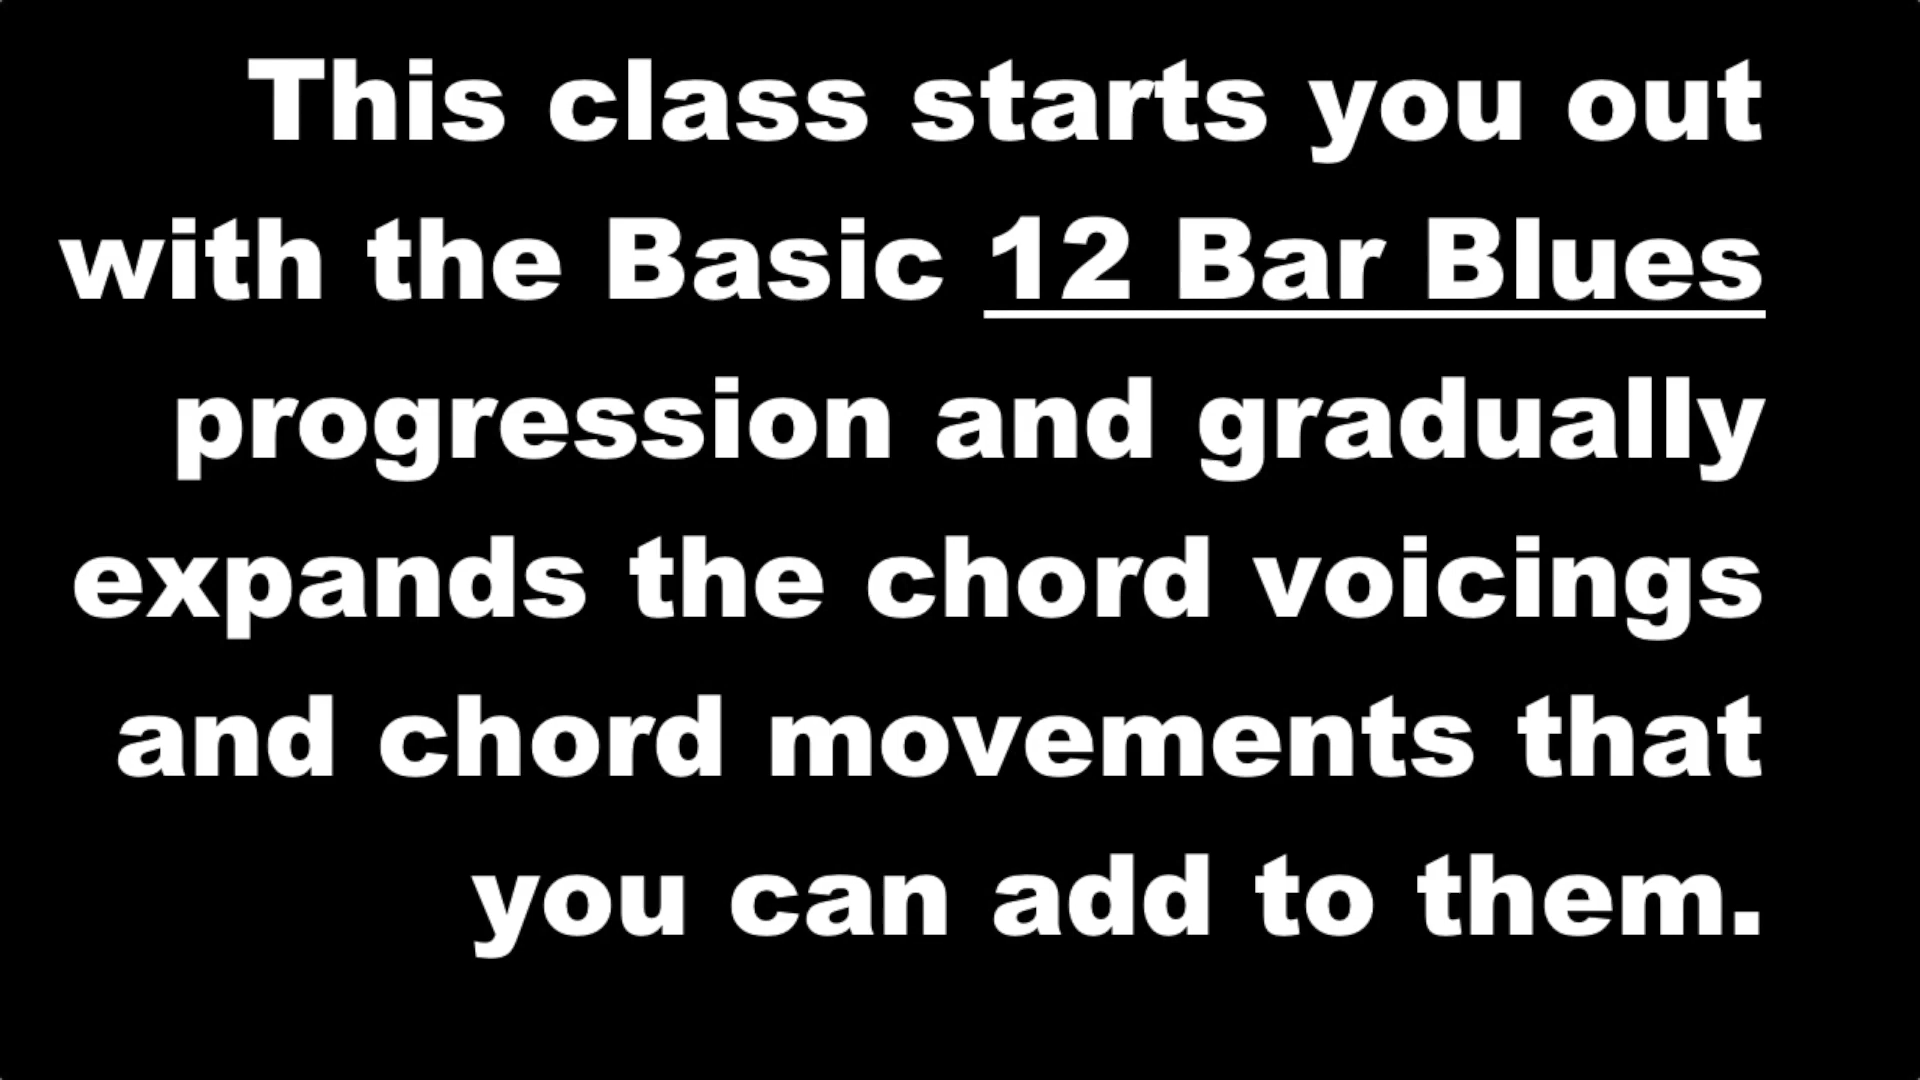 This class starts you out
with the Basic 12 Bar Blues
progression and gradually
expands the chord voicings
and chord movements that
you can add to them.